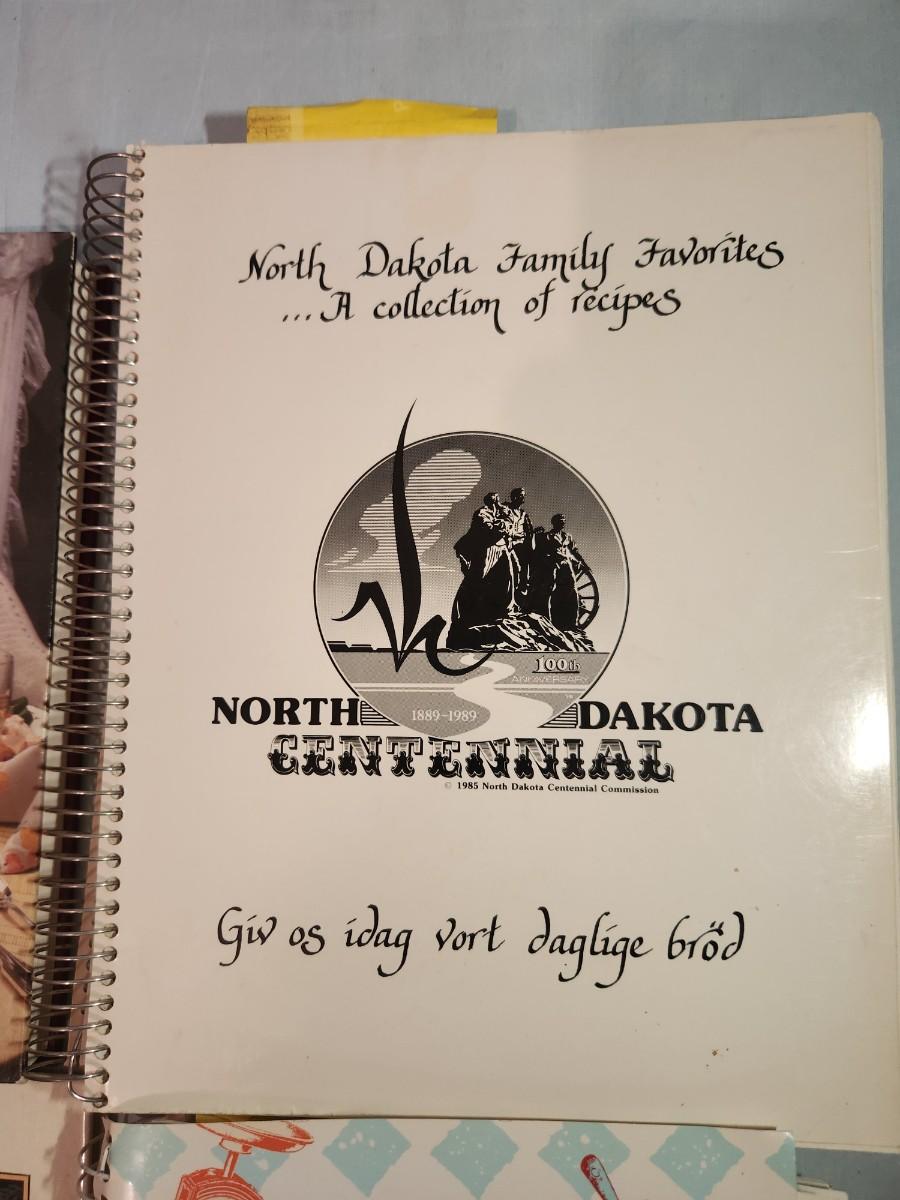 North Dakota Family Favorites
...A collection of recipes
100th
ANNIVERSARY
NORTH DAKOTA
1889-1989
CENTENNIAL
© 1985 North Dakota Centennial Commission
Giv os idag vort daglige bröd